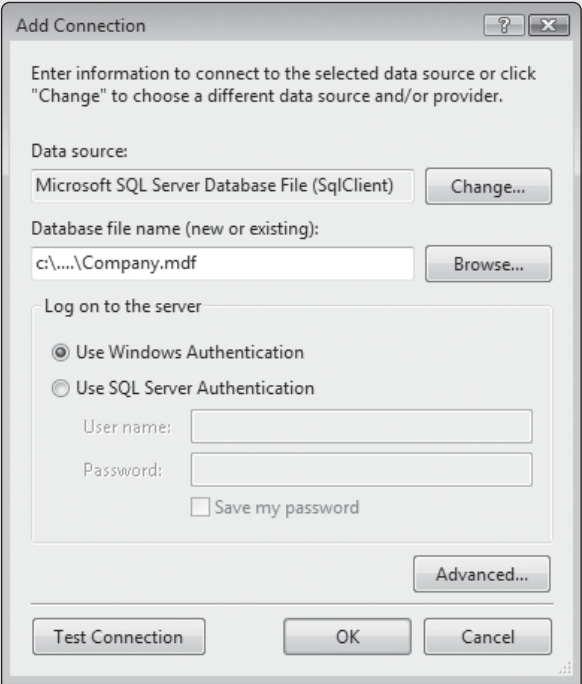 Add Connection
?
Enter information to connect to the selected data source or click
"Change" to choose a different data source and/or provider.
Data source:
Microsoft SQL Server Database File (SqlClient)
Change...
Database file name (new or existing):
c:\....\Company.mdf
Browse...
Log on to the server
Use Windows Authentication
Use SQL Server Authentication
User name:
Password:
Save my password
Advanced...
Test Connection
OK
Cancel